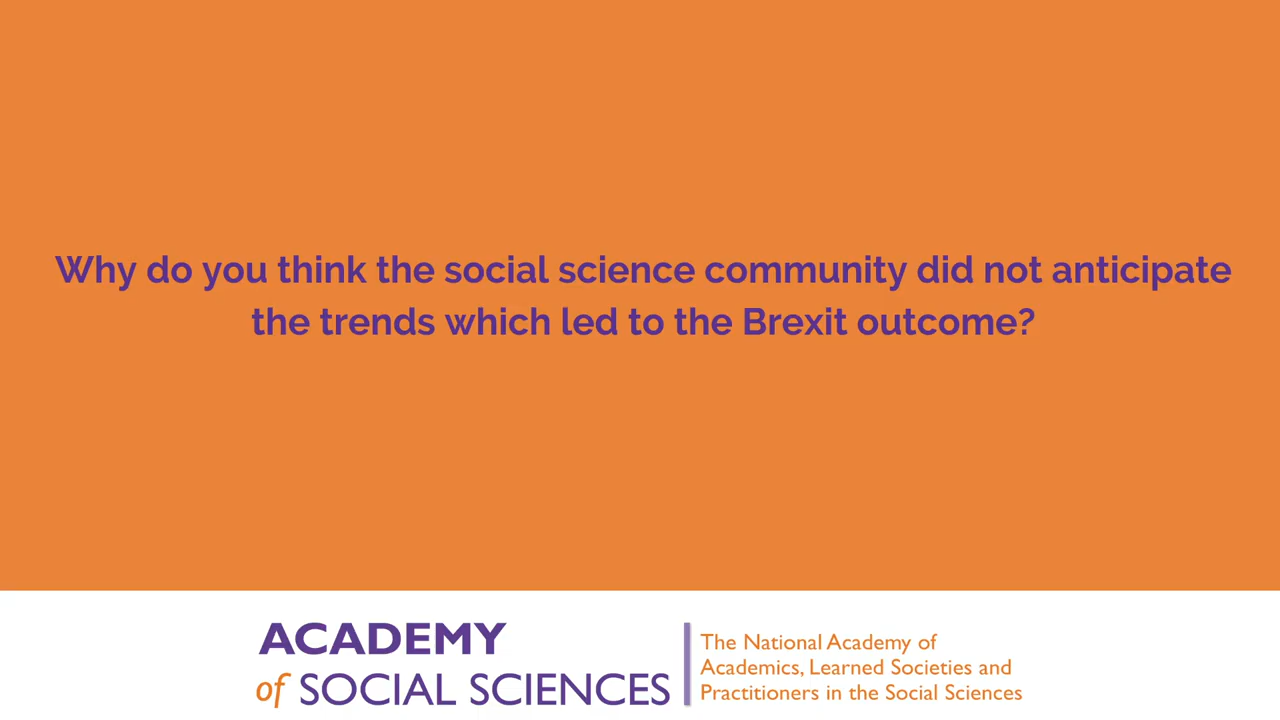 Why do you think the social science community did not anticipate
the trends which led to the Brexit outcome?
ACADEMY
of SOCIAL SCIENCES
The National Academy of
Academics, Learned Societies and
Practitioners in the Social Sciences